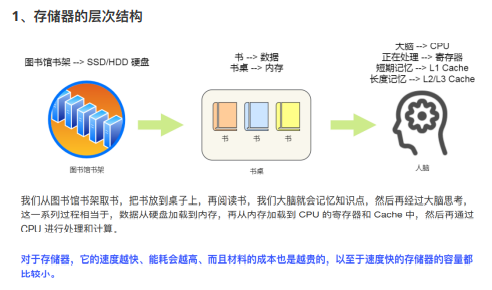 1、存储器的层次结构
图书馆书架 --> SSD/HDD 硬盘
书 --> 数据
书桌 --> 内存
大脑 --> CPU
正在处理 --> 寄存器
短期记忆 --> L1 Cache
长度记忆 --> L2/L3 Cache
书 书 书
图书馆书架
书桌
人脑
我们从图书馆书架取书，把书放到桌子上，再阅读书，我们大脑就会记忆知识点，然后再经过大脑思考，
这一系列过程相当于，数据从硬盘加载到内存，再从内存加载到 CPU 的寄存器和 Cache 中，然后再通过
CPU 进行处理和计算。
对于存储器，它的速度越快、能耗会越高、而且材料的成本也是越贵的，以至于速度快的存储器的容量都
比较小。